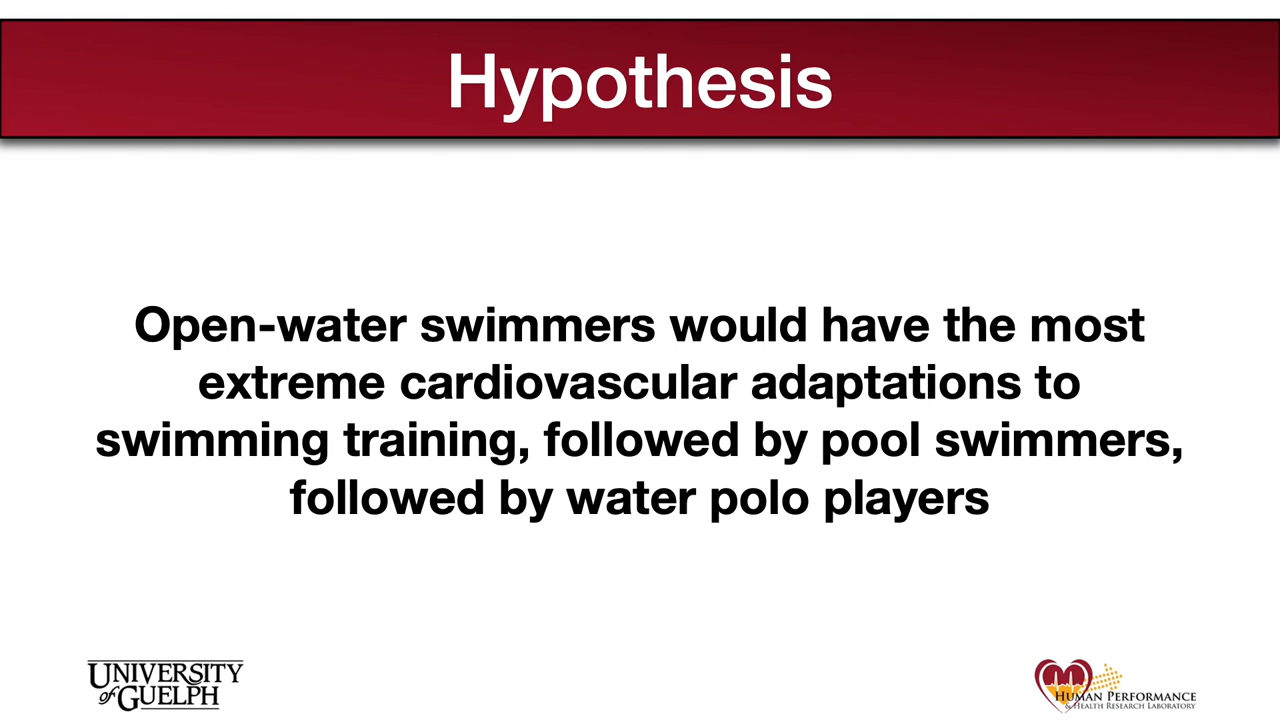 Hypothesis
Open-water swimmers would have the most
extreme cardiovascular adaptations to
swimming training, followed by pool swimmers,
followed by water polo players
UNIVERSITY
of GUELPH
HUMAN PERFORMANCE
& HEALTH RESEARCH LABORATORY